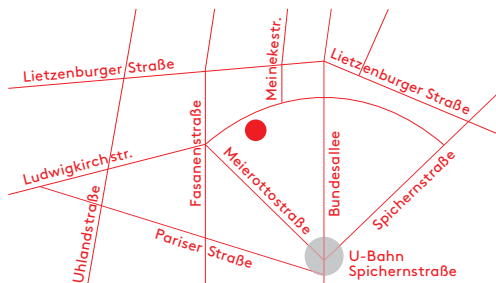 Meinekestr.
Lietzenburger Straße
Lietzenburger Straße
Ludwigkirchstr.
Uhlandstraße
Fasanenstraße
Meierottostraße
Bundesallee
Spichernstraße
Pariser Straße
U-Bahn
Spichernstraße